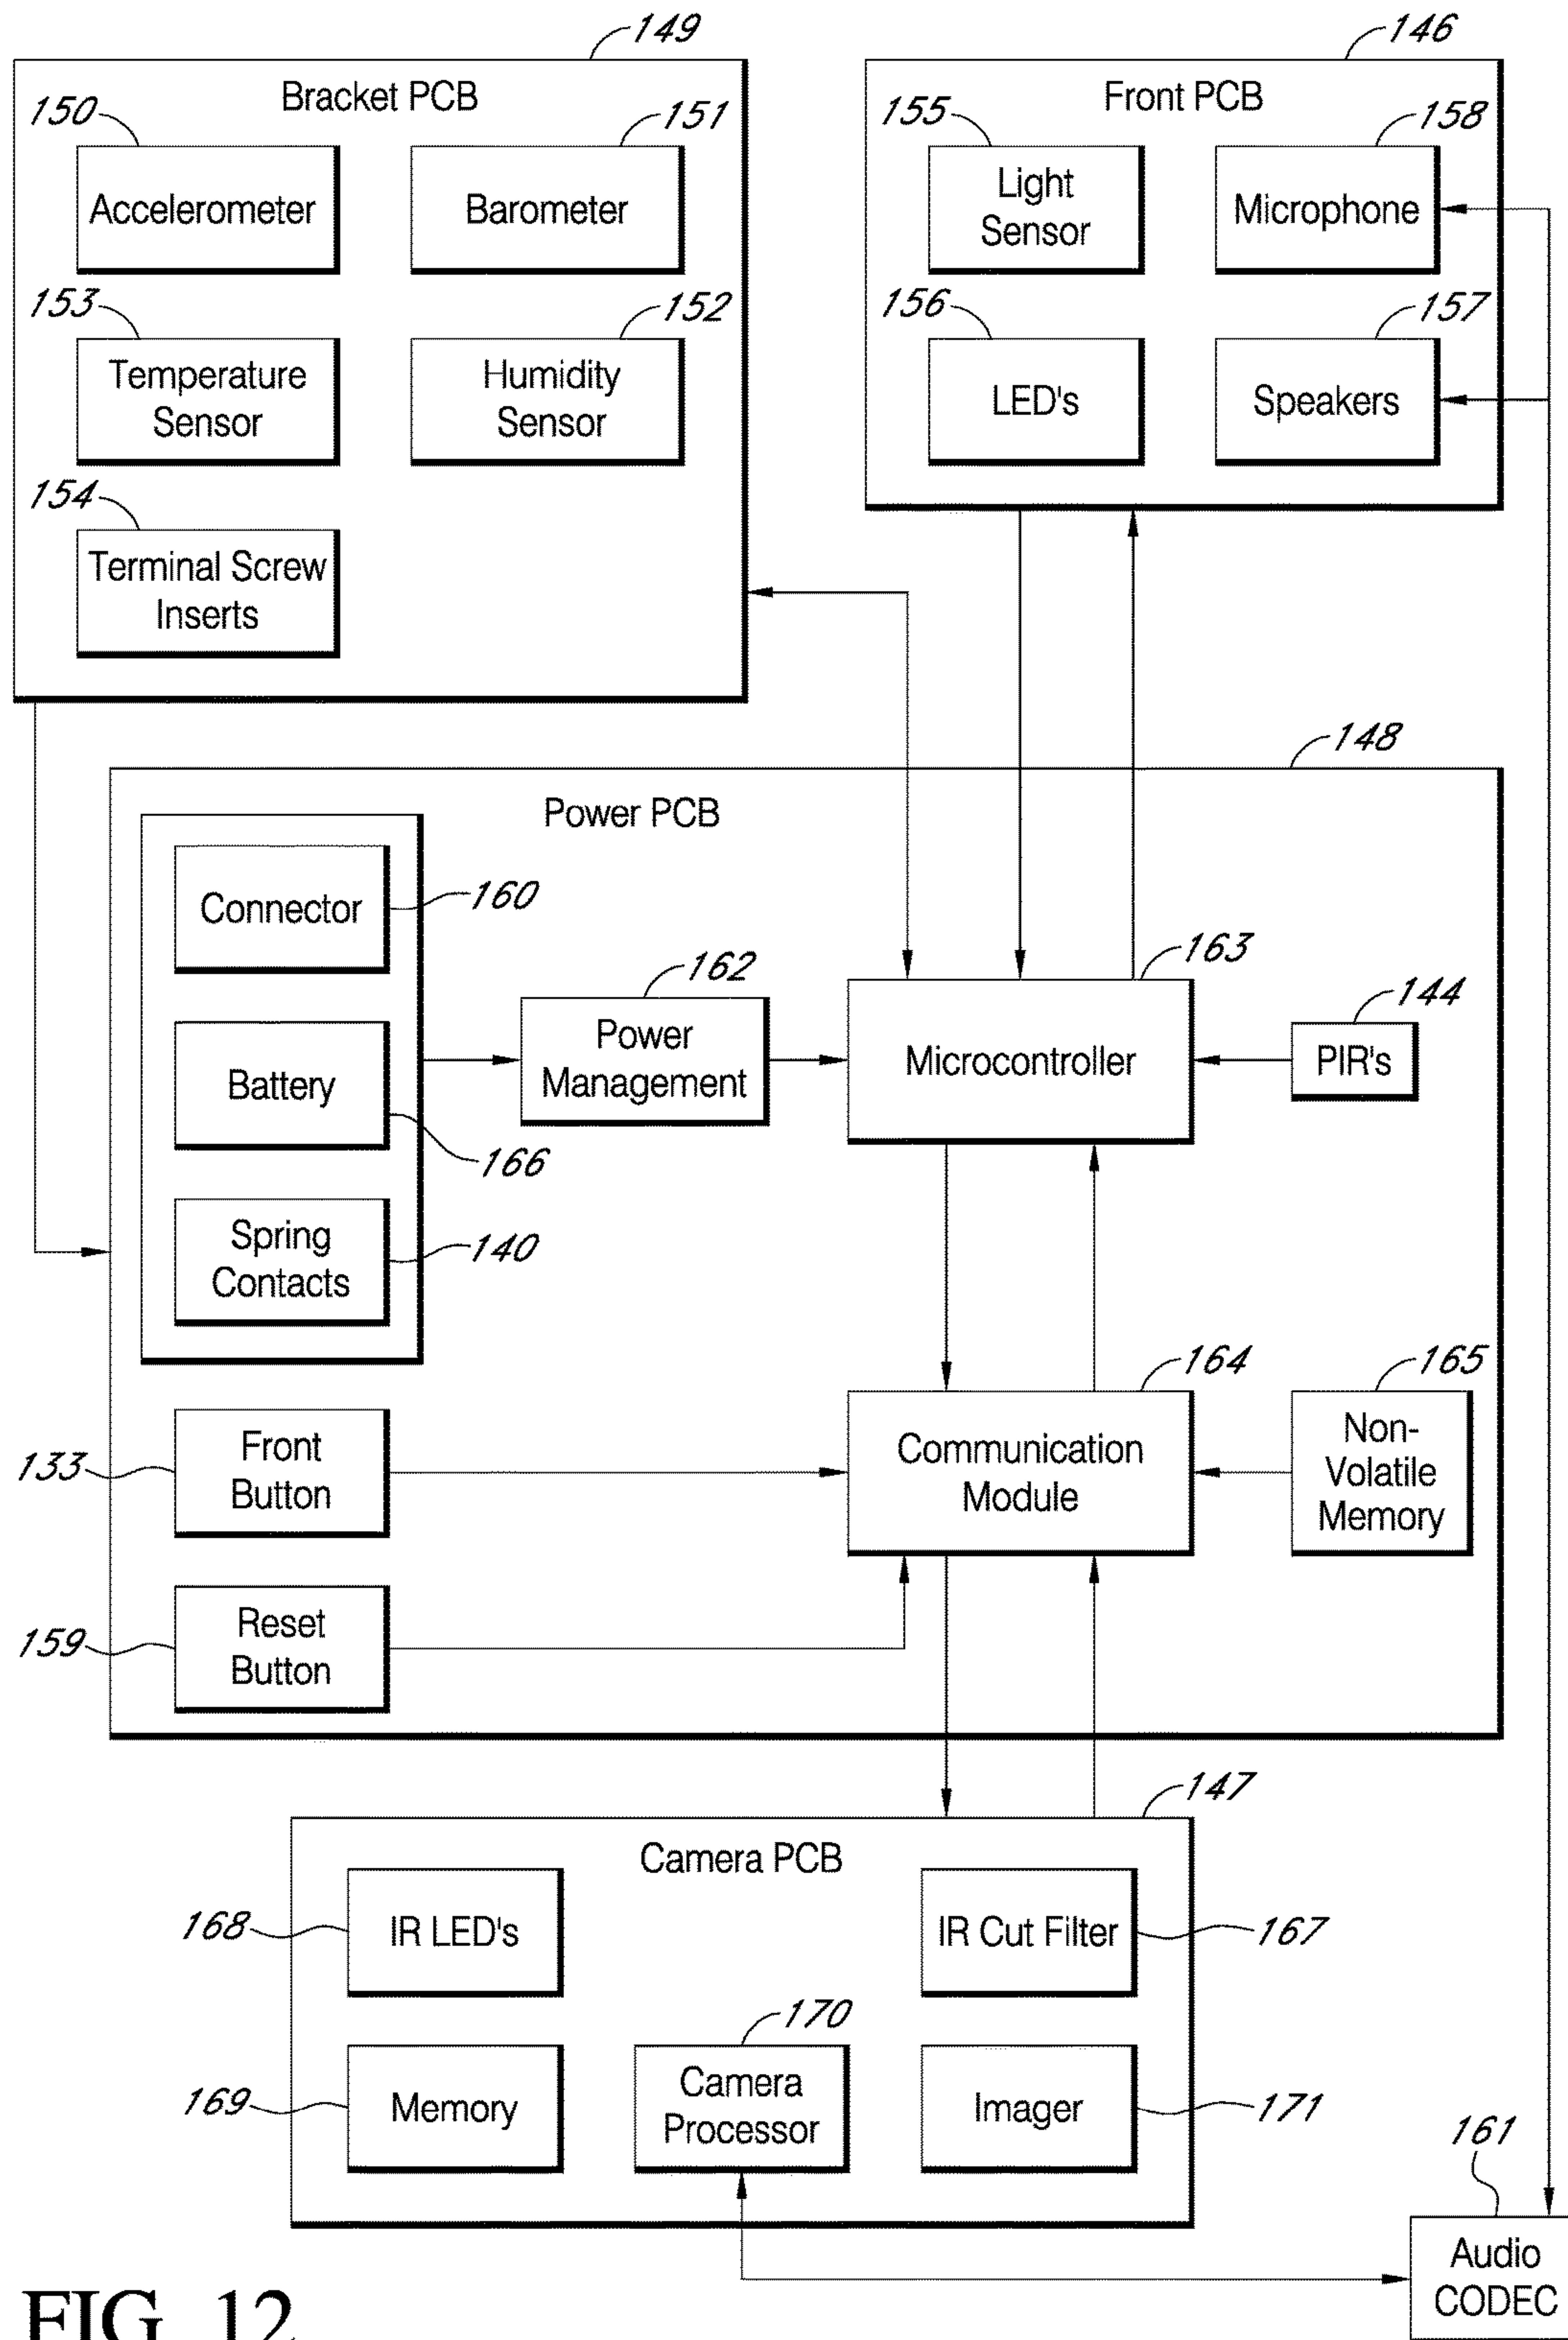 149
Bracket PCB
150
151
Accelerometer
Barometer
153
152
Temperature
Sensor
Humidity
Sensor
154
Terminal Screw
Inserts
146
Front PCB
155
158
Light
Sensor
Microphone
156
157
LED's
Speakers
148
Power PCB
Connector
160
Battery
166
Spring
Contacts
140
162
Power
Management
163
Microcontroller
144
PIR's
164
Communication
Module
165
Non-
Volatile
Memory
133
Front
Button
159
Reset
Button
147
Camera PCB
168
IR LED's
IR Cut Filter
167
169
Memory
170
Camera
Processor
Imager
171
161
Audio
CODEC
FIG. 12